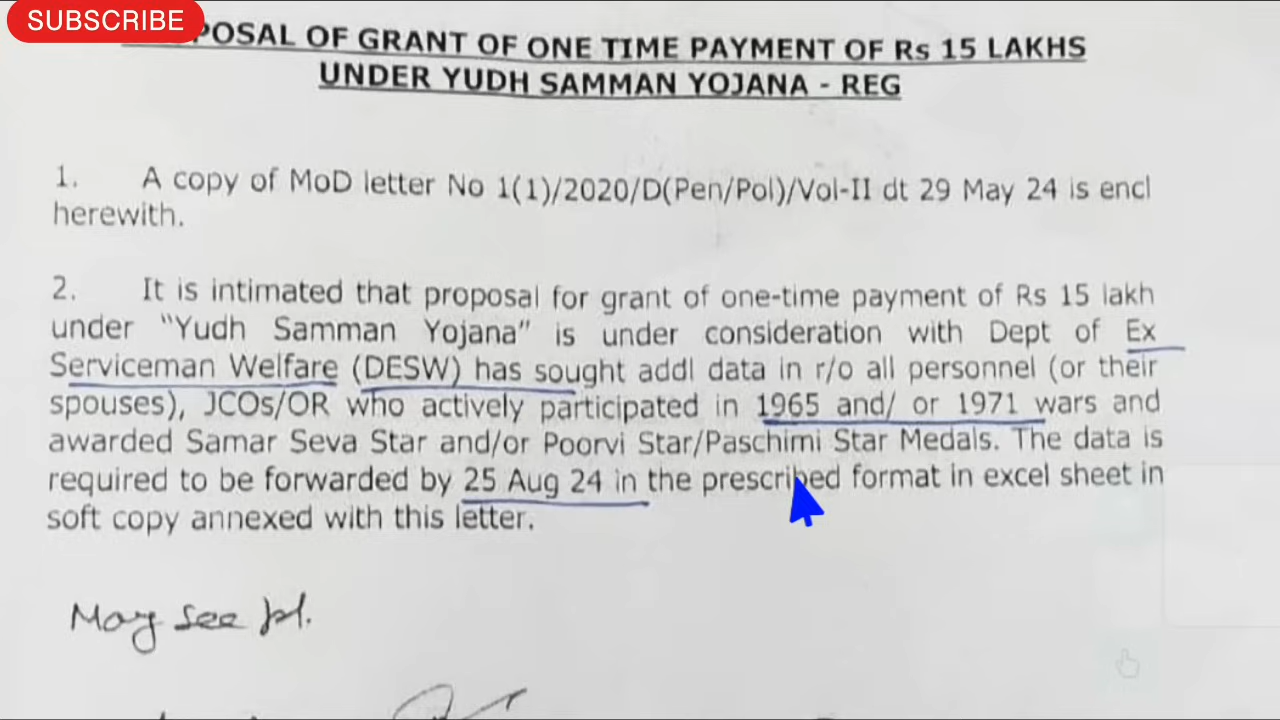 SUBSCRIBE
POSAL OF GRANT OF ONE TIME PAYMENT OF Rs 15 LAKHS
UNDER YUDH SAMMAN YOJANA - REG
1. A copy of MoD letter No 1(1)/2020/D(Pen/Pol)/Vol-II dt 29 May 24 is encl
herewith.
2. It is intimated that proposal for grant of one-time payment of Rs 15 lakh
under "Yudh Samman Yojana" is under consideration with Dept of Ex
Serviceman Welfare (DESW) has sought addl data in r/o all personnel (or their
spouses), JCOs/OR who actively participated in 1965 and/ or 1971 wars and
awarded Samar Seva Star and/or Poorvi Star/Paschimi Star Medals. The data is
required to be forwarded by 25 Aug 24 in the prescribed format in excel sheet in
soft copy annexed with this letter.
May see pl.